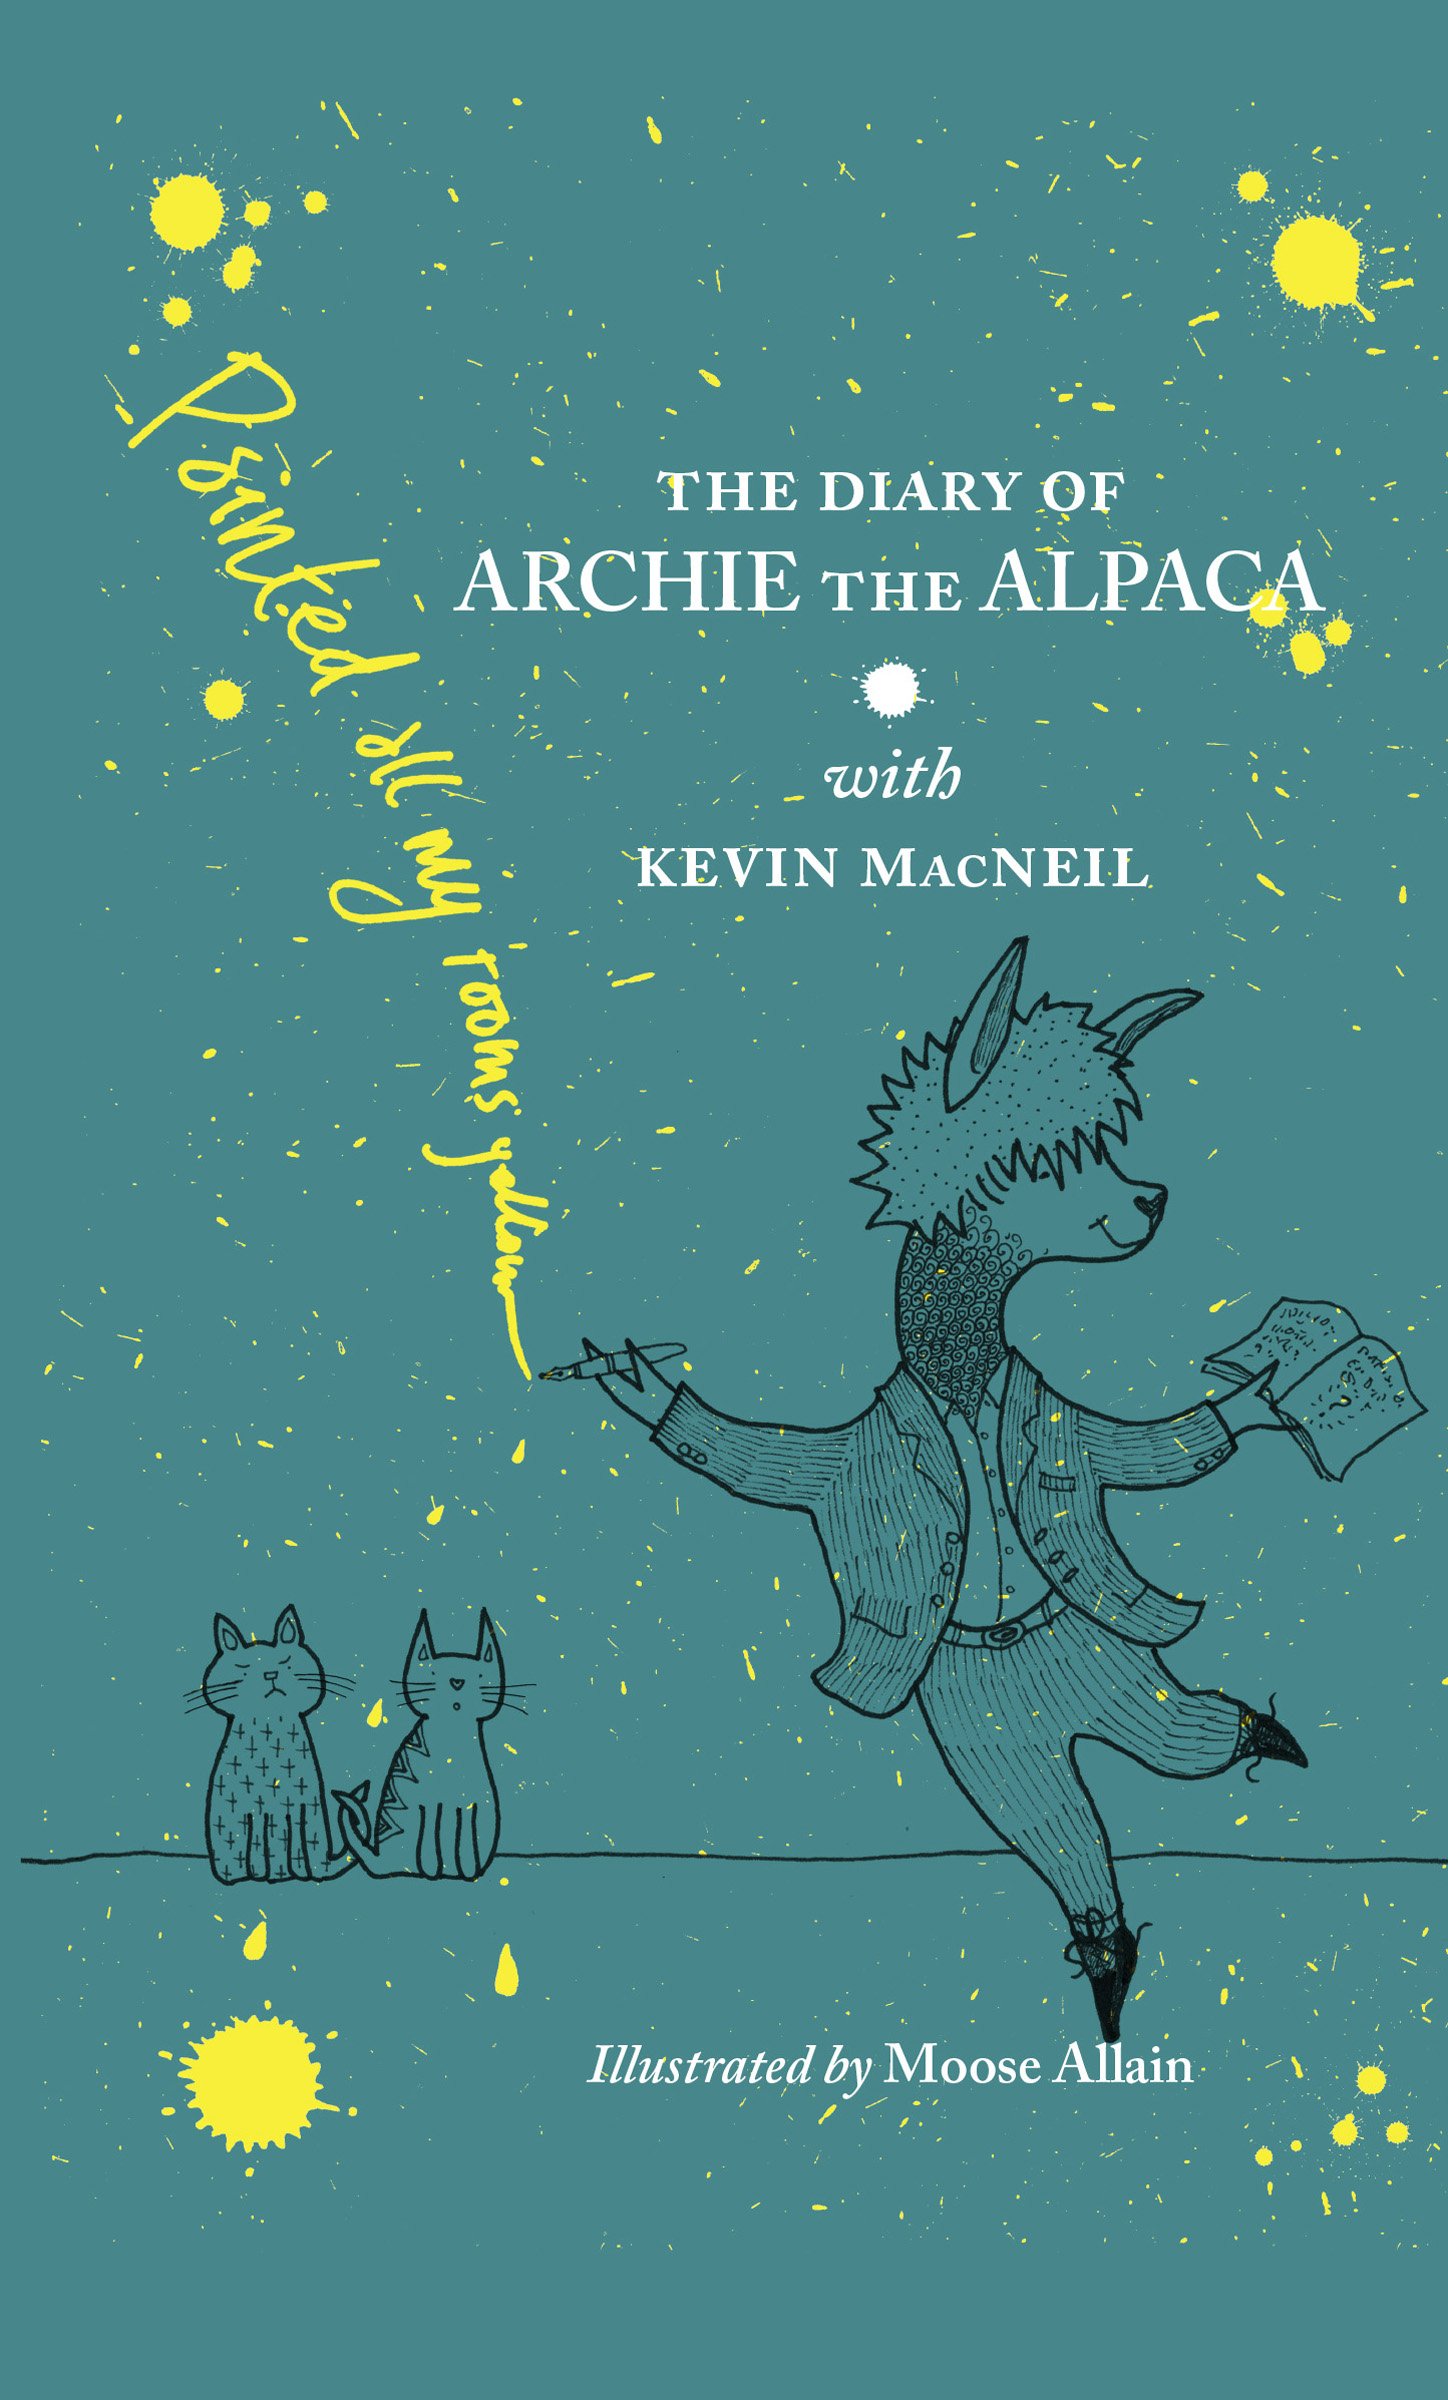 Painted all my rooms yellow
THE DIARY OF
ARCHIE THE ALPACA
with
KEVIN MACNEIL
Illustrated by Moose Allain